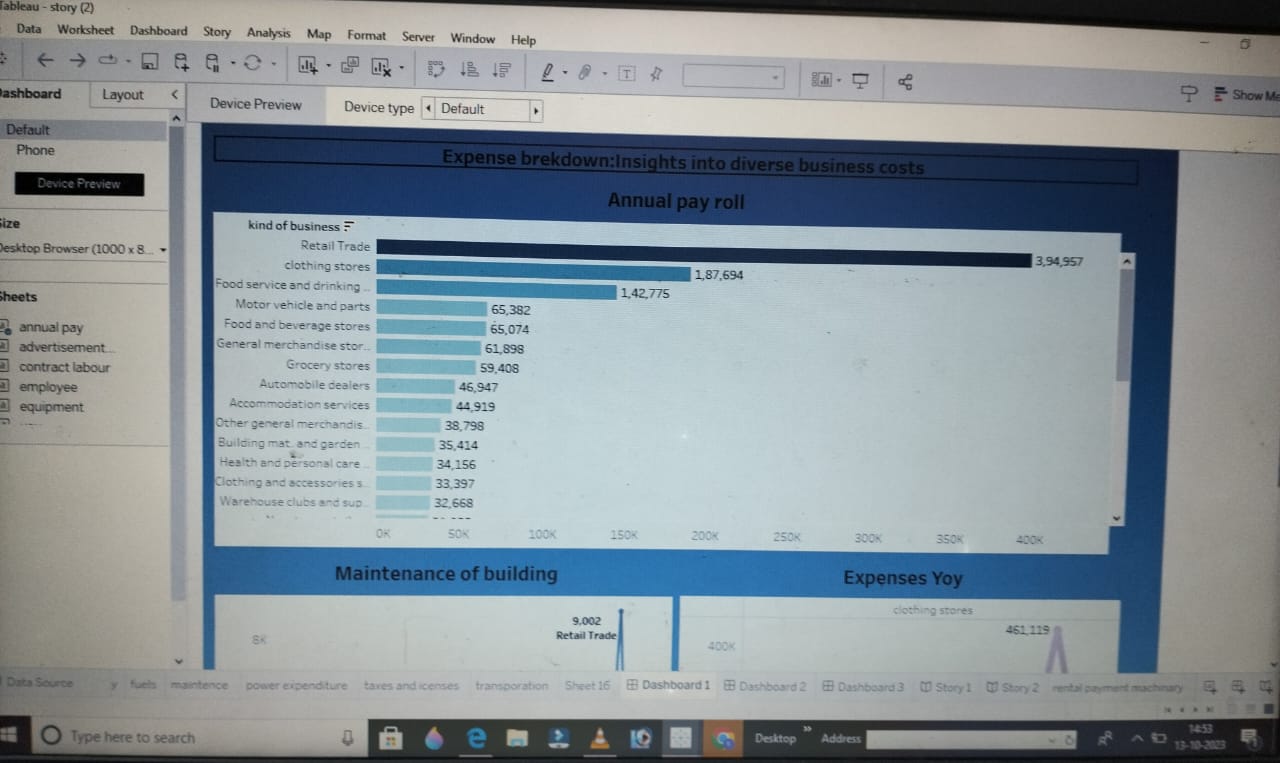 Tableau - story (2)
Data Worksheet Dashboard Story Analysis Map Format Server Window Help
Dashboard Layout
Device Preview Device type Default
Default
Phone
Device Preview
Size
Desktop Browser (1000 x 8...
Sheets
annual pay
advertisement...
contract labour
employee
equipment
Show Me
Expense brekdown:Insights into diverse business costs
Annual pay roll
kind of business
Retail Trade 3,94,957
clothing stores 1,87,694
Food service and drinking .. 1,42,775
Motor vehicle and parts 65,382
Food and beverage stores 65,074
General merchandise stor.. 61,898
Grocery stores 59,408
Automobile dealers 46,947
Accommodation services 44,919
Other general merchandis.. 38,798
Building mat. and garden .. 35,414
Health and personal care .. 34,156
Clothing and accessories s.. 33,397
Warehouse clubs and sup.. 32,668
0K 50K 100K 150K 200K 250K 300K 350K 400K
Maintenance of building
Expenses Yoy
8K
9,002
Retail Trade
clothing stores
461,119
400K
Data Source y fuels maintence power expenditure taxes and icenses transporation Sheet 16 Dashboard 1 Dashboard 2 Dashboard 3 Story 1 Story 2 rental payment machinary
Type here to search
Desktop
Address
14:53
13-10-2023